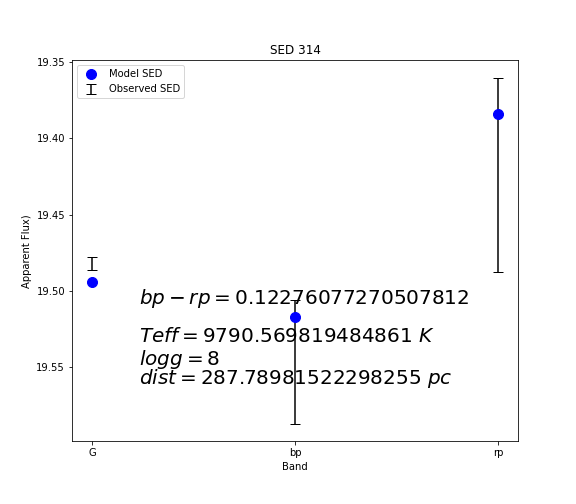 SED 314
19.35
19.40
19.45
19.50
19.55
Apparent Flux)
Model SED
Observed SED
bp − rp = 0.12276077270507812
Teff = 9790.569819484861 K
logg = 8
dist = 287.78981522298255 pc
G bp rp
Band